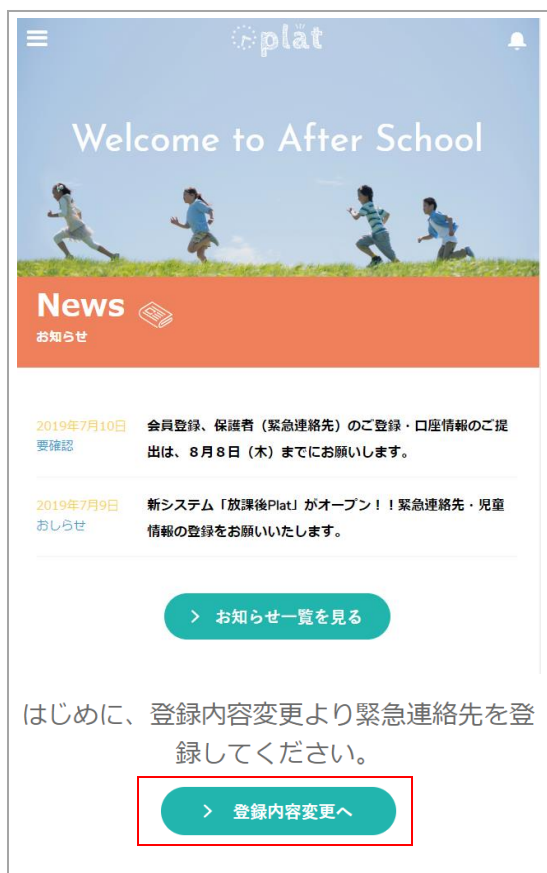 plat
Welcome to After School
News
お知らせ
2019年7月10日
要確認
会員登録、保護者（緊急連絡先）のご登録・口座情報のご提
出は、８月８日（木）までにお願いします。
2019年7月9日
おしらせ
新システム「放課後Plat」がオープン！！緊急連絡先・児童
情報の登録をお願いいたします。
お知らせ一覧を見る
はじめに、登録内容変更より緊急連絡先を登
録してください。
登録内容変更へ